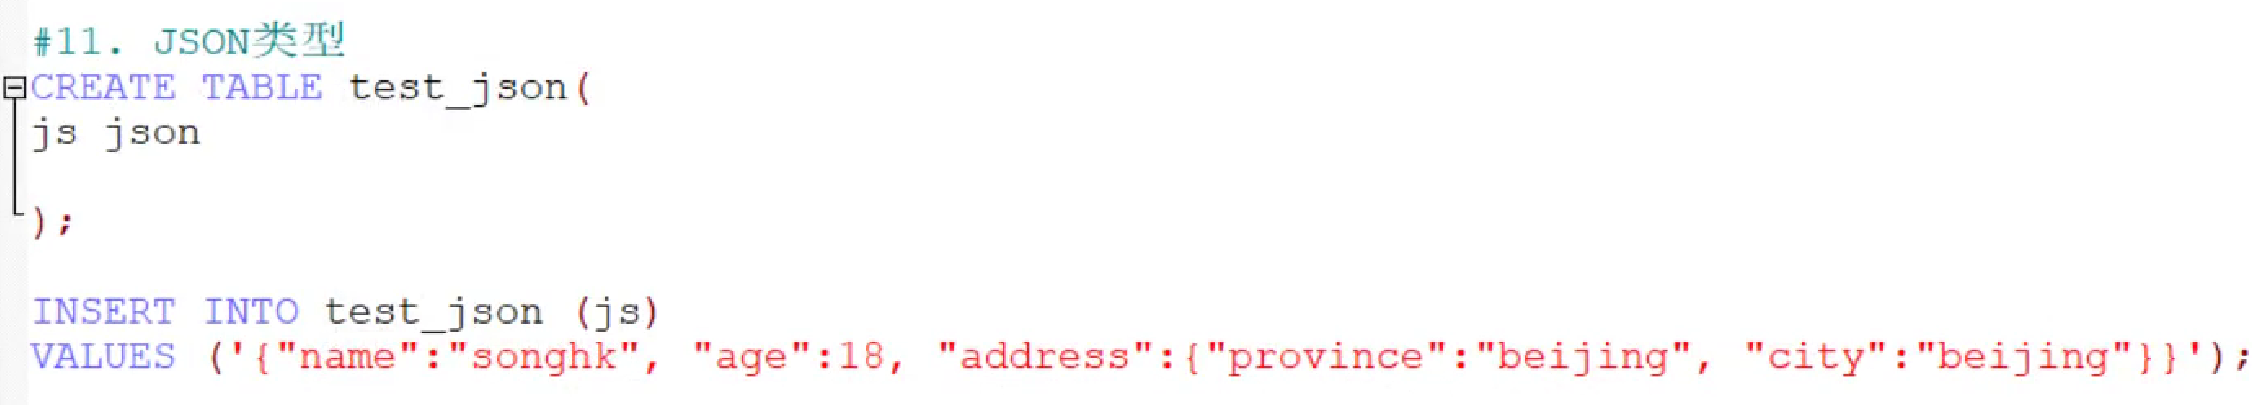 #11. JSON类型
CREATE TABLE test_json(
js json
);
INSERT INTO test_json (js)
VALUES ('{"name":"songhk", "age":18, "address":{"province":"beijing", "city":"beijing"}}');